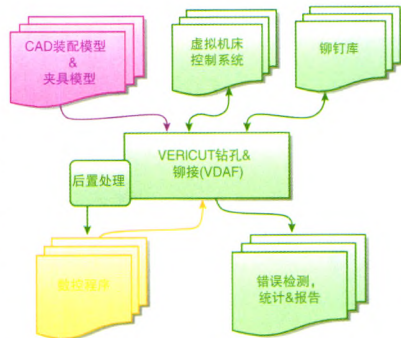 CAD装配模型
&
夹具模型
虚拟机床
控制系统
铆钉库
VERICUT钻孔&
铆接(VDAF)
后置处理
数控程序
错误检测，
统计&报告